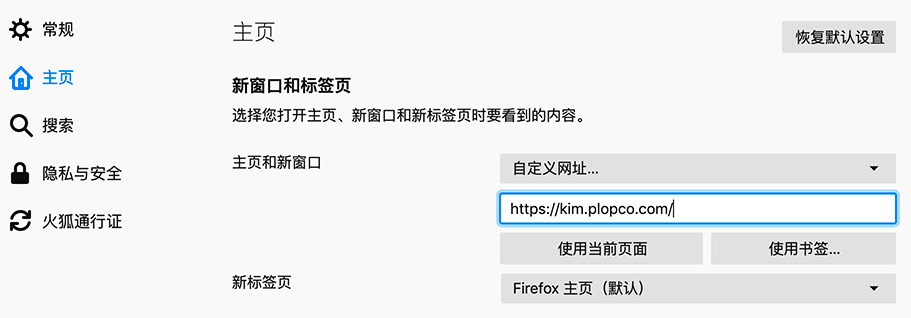 常规
主页
搜索
隐私与安全
火狐通行证
主页
恢复默认设置
新窗口和标签页
选择您打开主页、新窗口和新标签页时要看到的内容。
主页和新窗口
自定义网址...
https://kim.plopco.com/
使用当前页面
使用书签...
新标签页
Firefox 主页（默认）